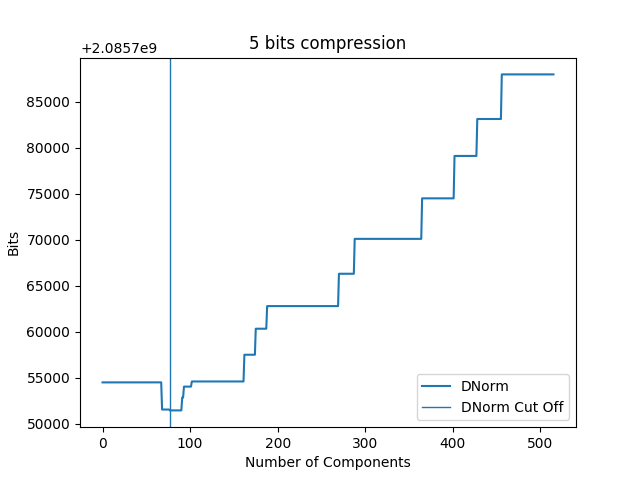 5 bits compression
+2.0857e9
85000
80000
75000
70000
65000
60000
55000
50000
Bits
0 100 200 300 400 500
Number of Components
DNorm
DNorm Cut Off